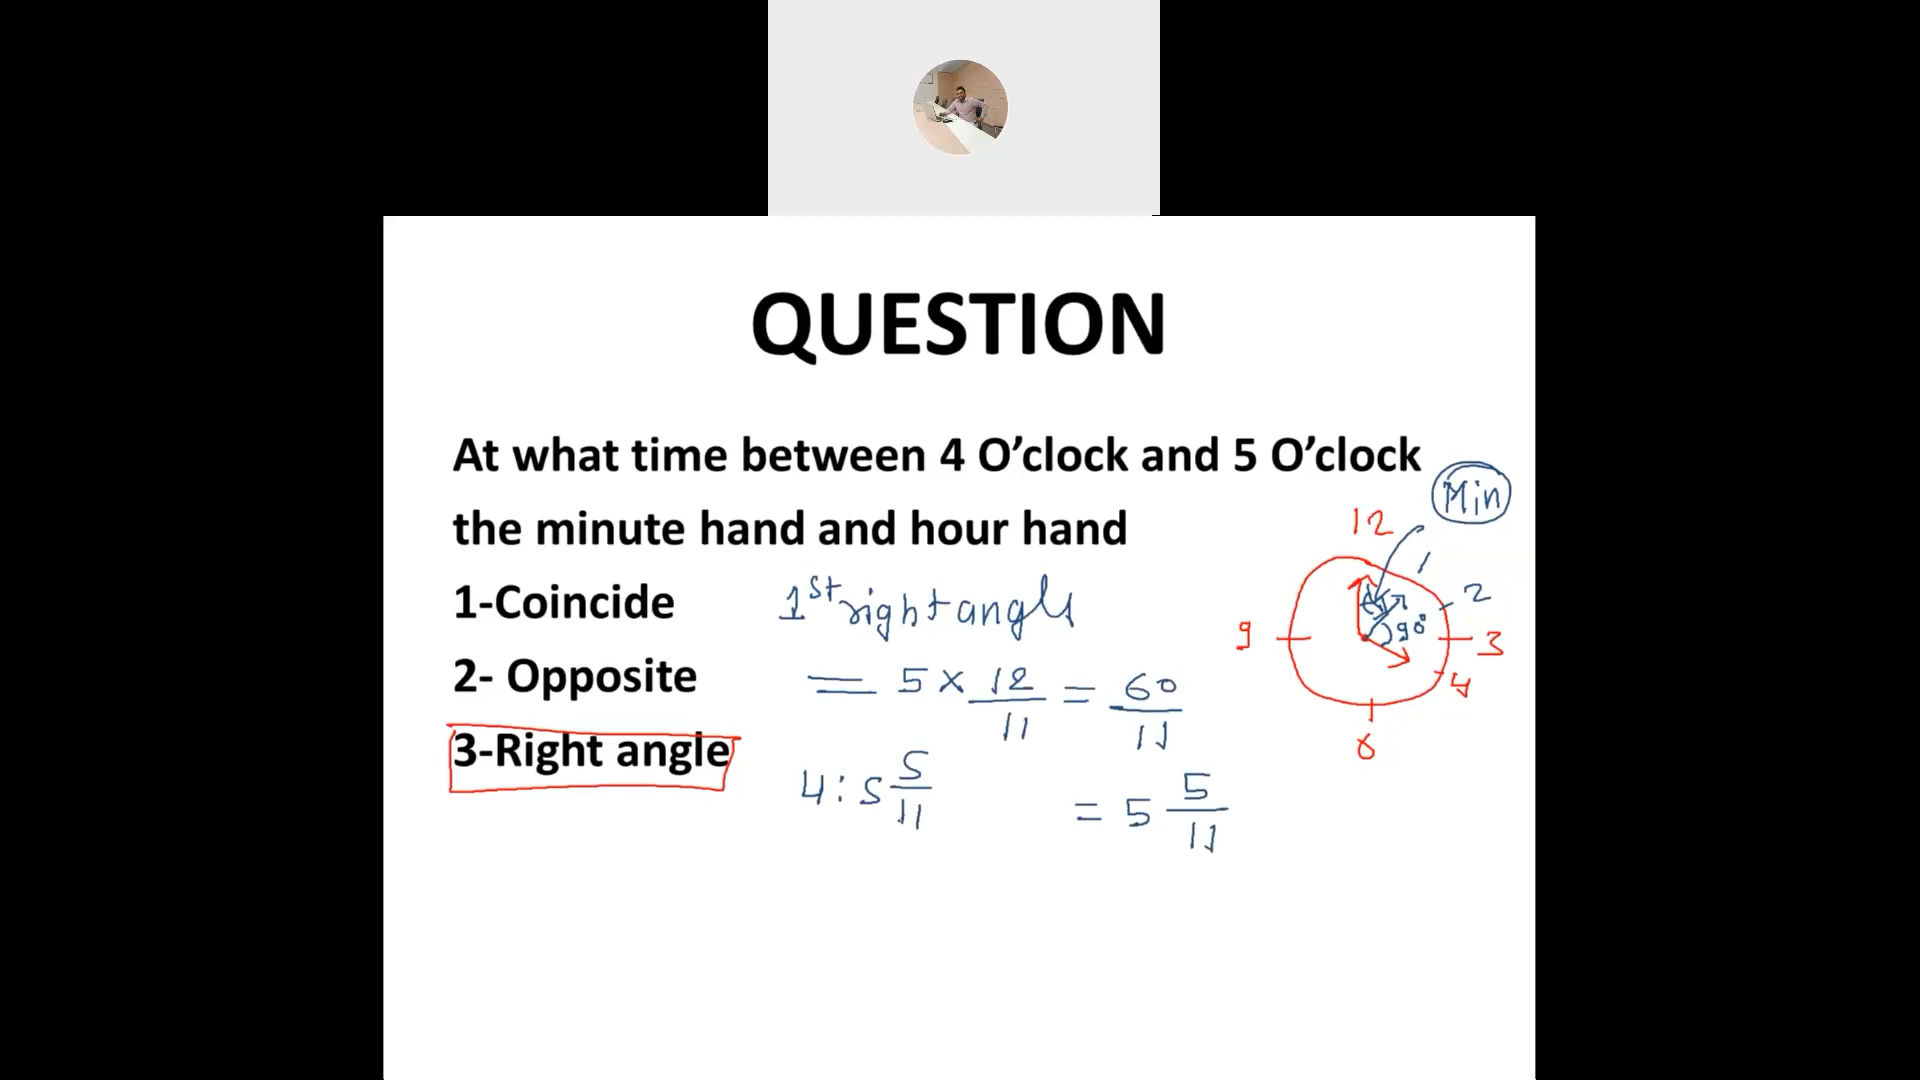 QUESTION
At what time between 4 O’clock and 5 O’clock
the minute hand and hour hand
1-Coincide
2- Opposite
3-Right angle
1st right angle
= 5 × 12/11 = 60/11
4:5 5/11
= 5 5/11
Min
12
1
2
3
4
6
9
90°